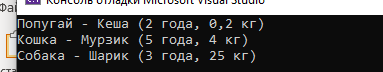 Консоль отладки Microsoft Visual Studio
Попугай - Кеша (2 года, 0,2 кг)
Кошка - Мурзик (5 года, 4 кг)
Собака - Шарик (3 года, 25 кг)